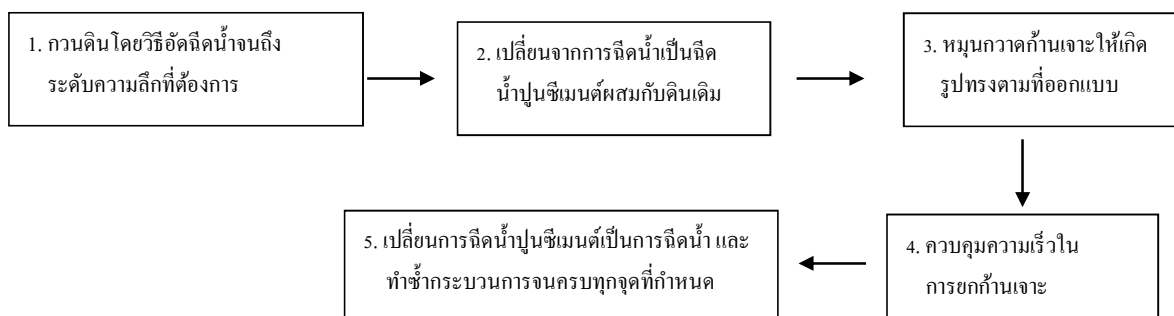 1. กวนดินโดยวิธีอัดฉีดน้ำจนถึง
ระดับความลึกที่ต้องการ
2. เปลี่ยนจากการฉีดน้ำเป็นฉีด
น้ำปูนซีเมนต์ผสมกับดินเดิม
3. หมุนกวาดก้านเจาะให้เกิด
รูปทรงตามที่ออกแบบ
4. ควบคุมความเร็วใน
การยกก้านเจาะ
5. เปลี่ยนการฉีดน้ำปูนซีเมนต์เป็นการฉีดน้ำ และ
ทำซ้ำกระบวนการจนครบทุกจุดที่กำหนด